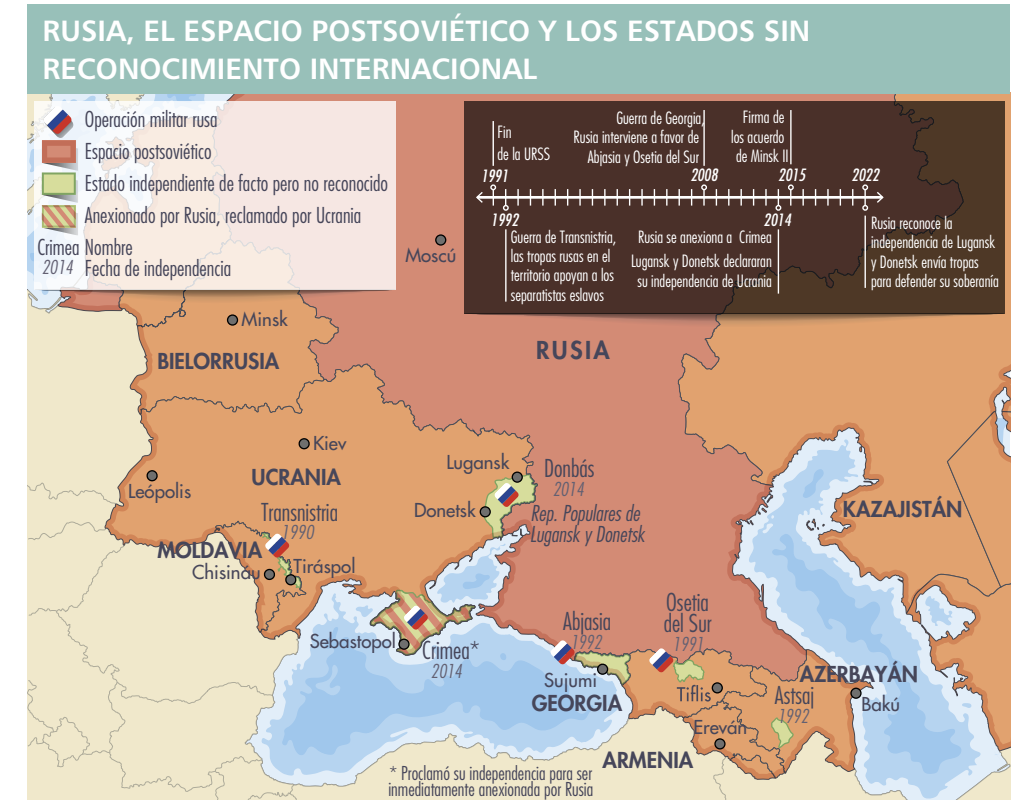 RUSIA, EL ESPACIO POSTSOVIÉTICO Y LOS ESTADOS SIN
RECONOCIMIENTO INTERNACIONAL
Operación militar rusa
Espacio postsoviético
Estado independiente de facto pero no reconocido
Anexionado por Rusia, reclamado por Ucrania
Crimea Nombre
2014 Fecha de independencia
Fin
de la URSS
1991
Guerra de Georgia,
Rusia interviene a favor de
Abjasia y Osetia del Sur
2008
Firma de
los acuerdo
de Minsk II
2015
2022
1992
Guerra de Transnistria,
las tropas rusas en el
territorio apoyan a los
separatistas eslavos
2014
Rusia se anexiona a Crimea
Lugansk y Donetsk declararan
su independencia de Ucrania
Rusia reconoce la
independencia de Lugansk
y Donetsk envía tropas
para defender su soberanía
Moscú
Minsk
BIELORRUSIA
RUSIA
Kiev
UCRANIA
Leópolis
Lugansk
Donbás
2014
Donetsk
Rep. Populares de
Lugansk y Donetsk
KAZAJISTÁN
Transnistria
1990
MOLDAVIA
Chisináu
Tiráspol
Sebastopol
Crimea*
2014
Abjasia
1992
Sujumi
GEORGIA
Osetia
del Sur
1991
Tiflis
AZERBAYÁN
Bakú
Astsaj
1992
Ereván
ARMENIA
* Proclamó su independencia para ser
inmediatamente anexionada por Rusia